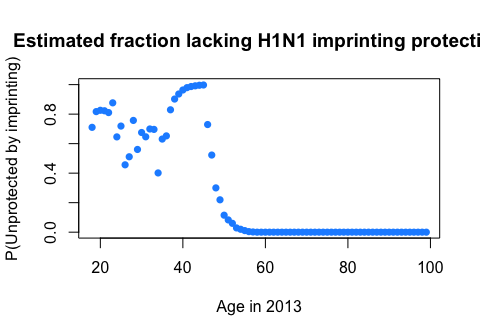 Estimated fraction lacking H1N1 imprinting protecti
P(Unprotected by imprinting)
0.8
0.4
0.0
20 40 60 80 100
Age in 2013